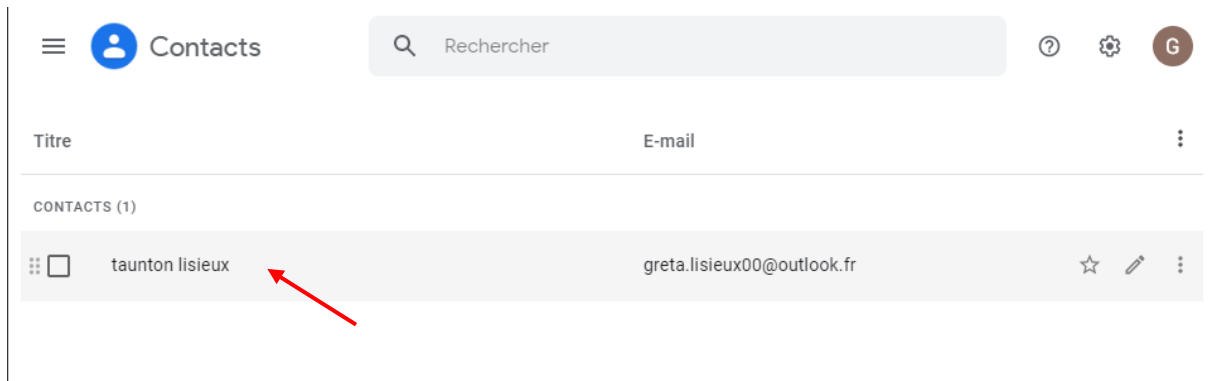 Contacts Rechercher G
Titre E-mail
CONTACTS (1)
taunton lisieux greta.lisieux00@outlook.fr